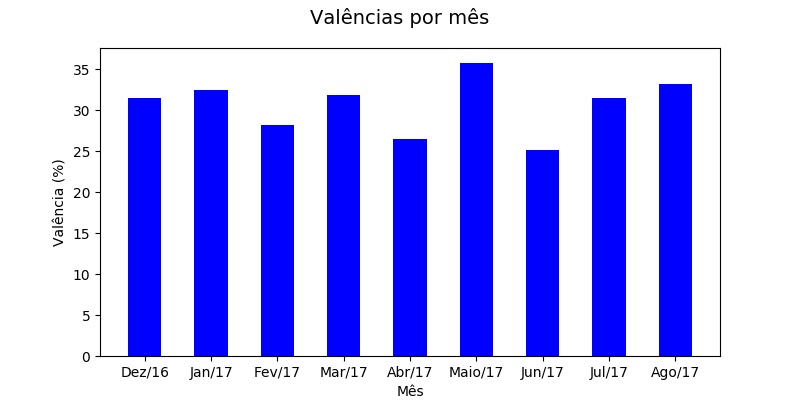 Valências por mês
Valência (%)
35
30
25
20
15
10
5
0
Dez/16 Jan/17 Fev/17 Mar/17 Abr/17 Maio/17 Jun/17 Jul/17 Ago/17
Mês